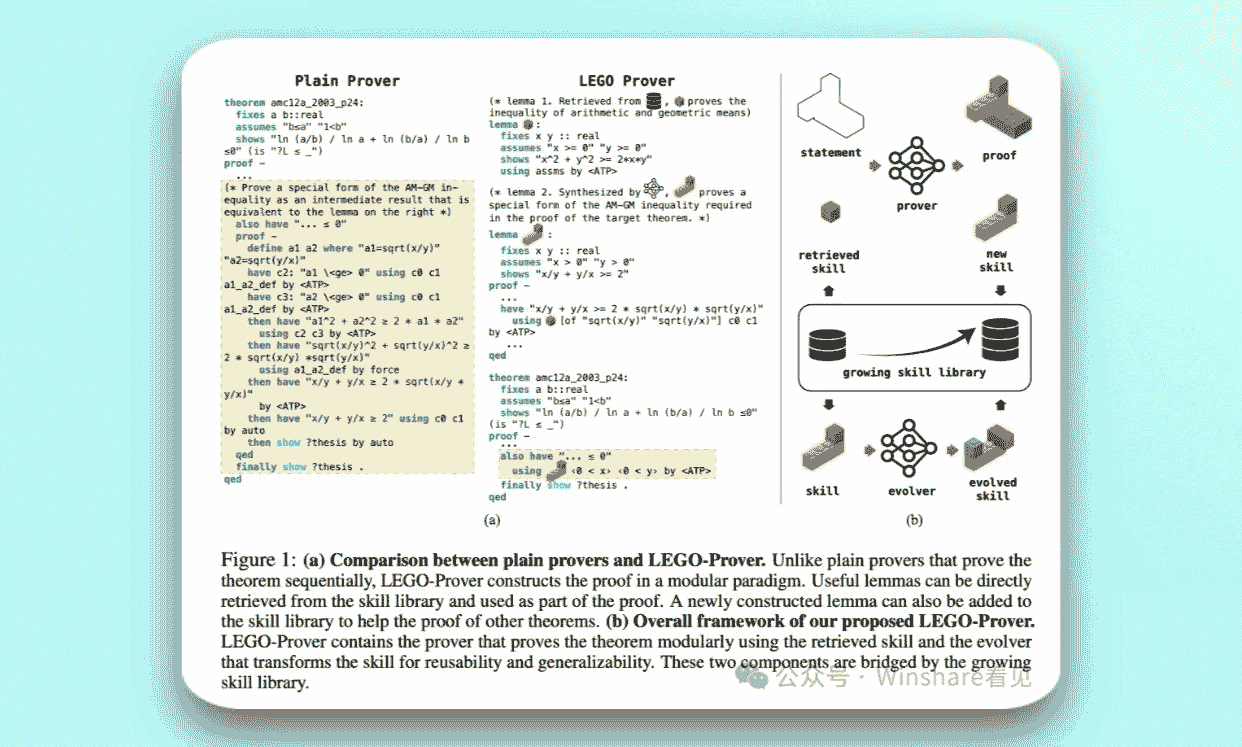 Plain Prover
theorem amc12a_2003_p24:
fixes a b::real
assumes "b≤a" "1<b"
shows "ln (a/b) / ln a + ln (b/a) / ln b
≤0" (is "?L ≤ _")
proof -
...
(* Prove a special form of the AM-GM in-
equality as an intermediate result that is
equivalent to the lemma on the right *)
also have "... ≤ 0"
proof -
define a1 a2 where "a1=sqrt(x/y)"
"a2=sqrt(y/x)"
have c2: "a1 \<ge> 0" using c0 c1
a1_a2_def by <ATP>
have c3: "a2 \<ge> 0" using c0 c1
a1_a2_def by <ATP>
then have "a1^2 + a2^2 ≥ 2 * a1 * a2"
using c2 c3 by <ATP>
then have "sqrt(x/y)^2 + sqrt(y/x)^2 ≥
2 * sqrt(x/y) *sqrt(y/x)"
using a1_a2_def by force
then have "x/y + y/x ≥ 2 * sqrt(x/y *
y/x)"
by <ATP>
then have "x/y + y/x ≥ 2" using c0 c1
by auto
then show ?thesis by auto
qed
finally show ?thesis .
qed
LEGO Prover
(* lemma 1. Retrieved from , proves the
inequality of arithmetic and geometric means)
lemma :
fixes x y :: real
assumes "x >= 0" "y >= 0"
shows "x^2 + y^2 >= 2*x*y"
using assms by <ATP>
(* lemma 2. Synthesized by , proves a
special form of the AM-GM inequality required
in the proof of the target theorem. *)
lemma :
fixes x y :: real
assumes "x > 0" "y > 0"
shows "x/y + y/x >= 2"
proof -
...
have "x/y + y/x >= 2 * sqrt(x/y) * sqrt(y/x)"
using [of "sqrt(x/y)" "sqrt(y/x)"] c0 c1
by <ATP>
...
qed
theorem amc12a_2003_p24:
fixes a b::real
assumes "b≤a" "1<b"
shows "ln (a/b) / ln a + ln (b/a) / ln b ≤0"
(is "?L ≤ _")
proof -
...
also have "... ≤ 0"
using ‹0 < x› ‹0 < y› by <ATP>
finally show ?thesis .
qed
(a)
statement
prover
proof
retrieved
skill
new
skill
growing skill library
skill
evolver
evolved
skill
(b)
Figure 1: (a) Comparison between plain provers and LEGO-Prover. Unlike plain provers that prove the
theorem sequentially, LEGO-Prover constructs the proof in a modular paradigm. Useful lemmas can be directly
retrieved from the skill library and used as part of the proof. A newly constructed lemma can also be added to
the skill library to help the proof of other theorems. (b) Overall framework of our proposed LEGO-Prover.
LEGO-Prover contains the prover that proves the theorem modularly using the retrieved skill and the evolver
that transforms the skill for reusability and generalizability. These two components are bridged by the growing
skill library.
公众号 · Winshare看见